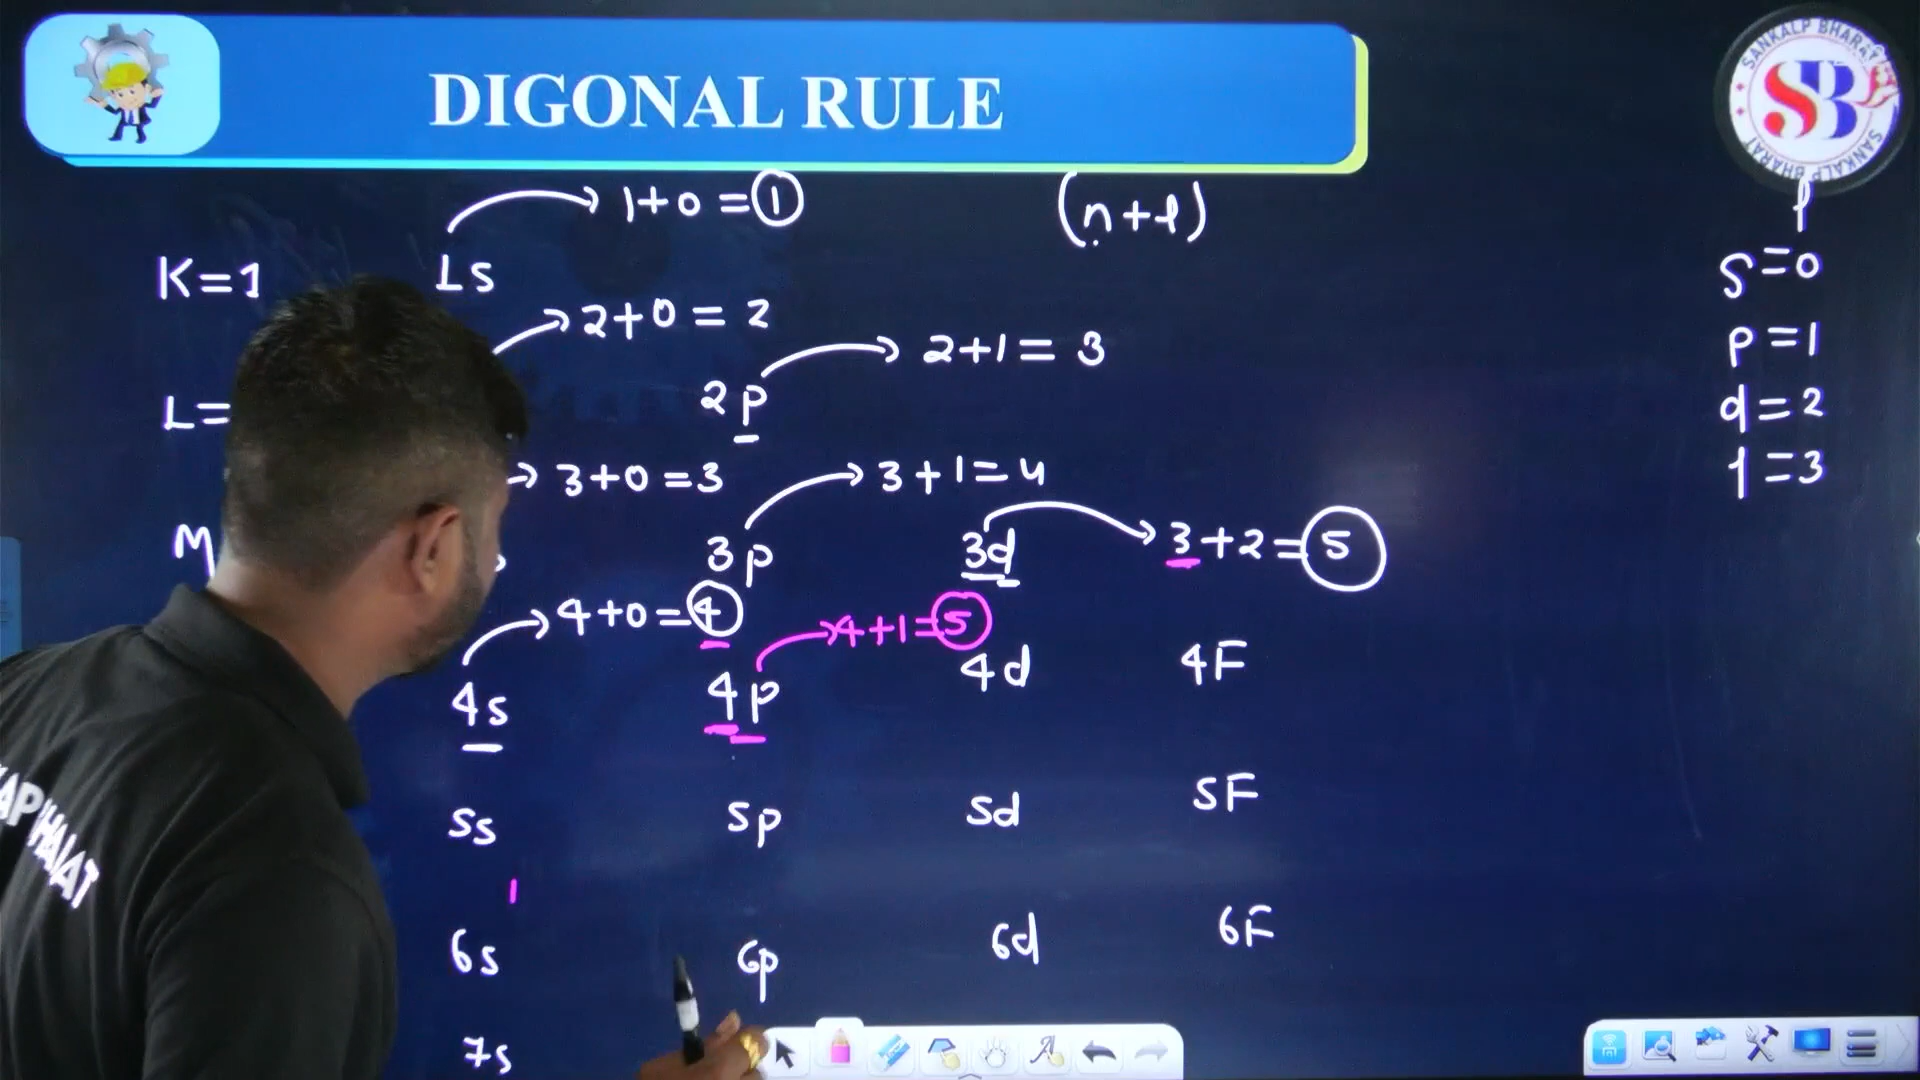 DIGONAL RULE
SANKALP BHARAT
SB
SANKALP BHARAT
1+0=1
(n+l)
l
K=1
1s
S=0
2+0=2
2+1=3
P=1
2p
L=
d=2
3+0=3
3+1=4
f=3
M
3p
3d
3+2=5
4+0=4
4+1=5
4s
4p
4d
4F
5s
5p
5d
5F
6s
6p
6d
6F
7s